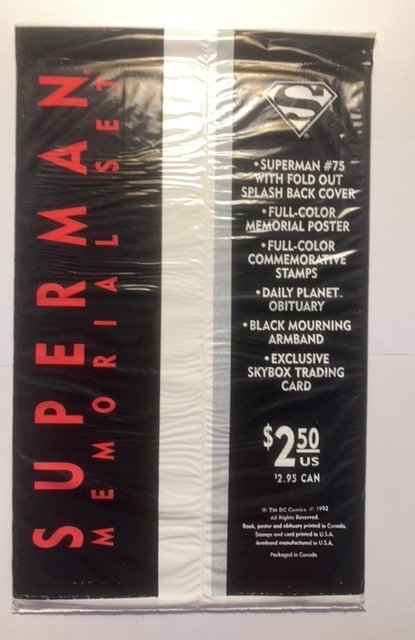 SUPERMAN™
MEMORIAL SET
S
•SUPERMAN #75
WITH FOLD OUT
SPLASH BACK COVER
•FULL-COLOR
MEMORIAL POSTER
•FULL-COLOR
COMMEMORATIVE
STAMPS
•DAILY PLANET™
OBITUARY
•BLACK MOURNING
ARMBAND
•EXCLUSIVE
SKYBOX TRADING
CARD
$2.50
US
$2.95 CAN
® TM DC Comics © 1992
All Rights Reserved.
Book, poster and obituary printed in Canada.
Stamps and card printed in U.S.A.
Armband manufactured in U.S.A.
Packaged in Canada